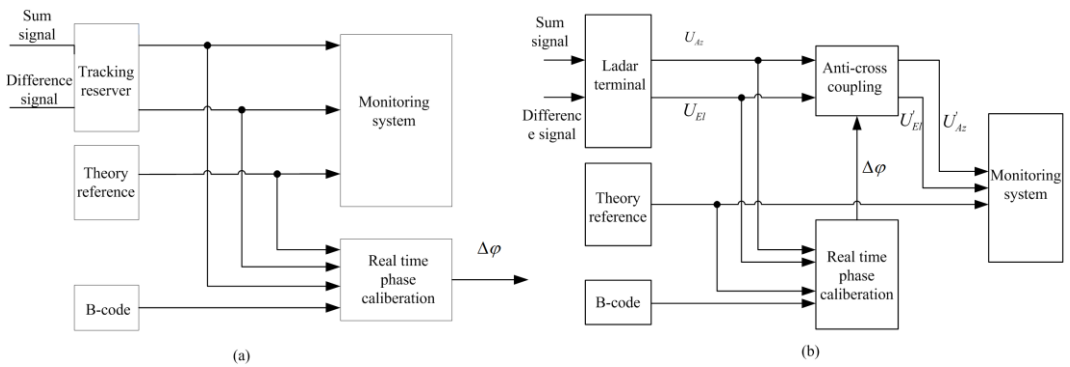 Sum
signal
Difference
signal
Tracking
reserver
Monitoring
system
Theory
reference
B-code
Real time
phase
caliberation
Δφ
(a)
Sum
signal
Differenc
e signal
Ladar
terminal
U_Az
U_El
Anti-cross
coupling
U'_El
U'_Az
Δφ
Monitoring
system
Theory
reference
B-code
Real time
phase
caliberation
(b)